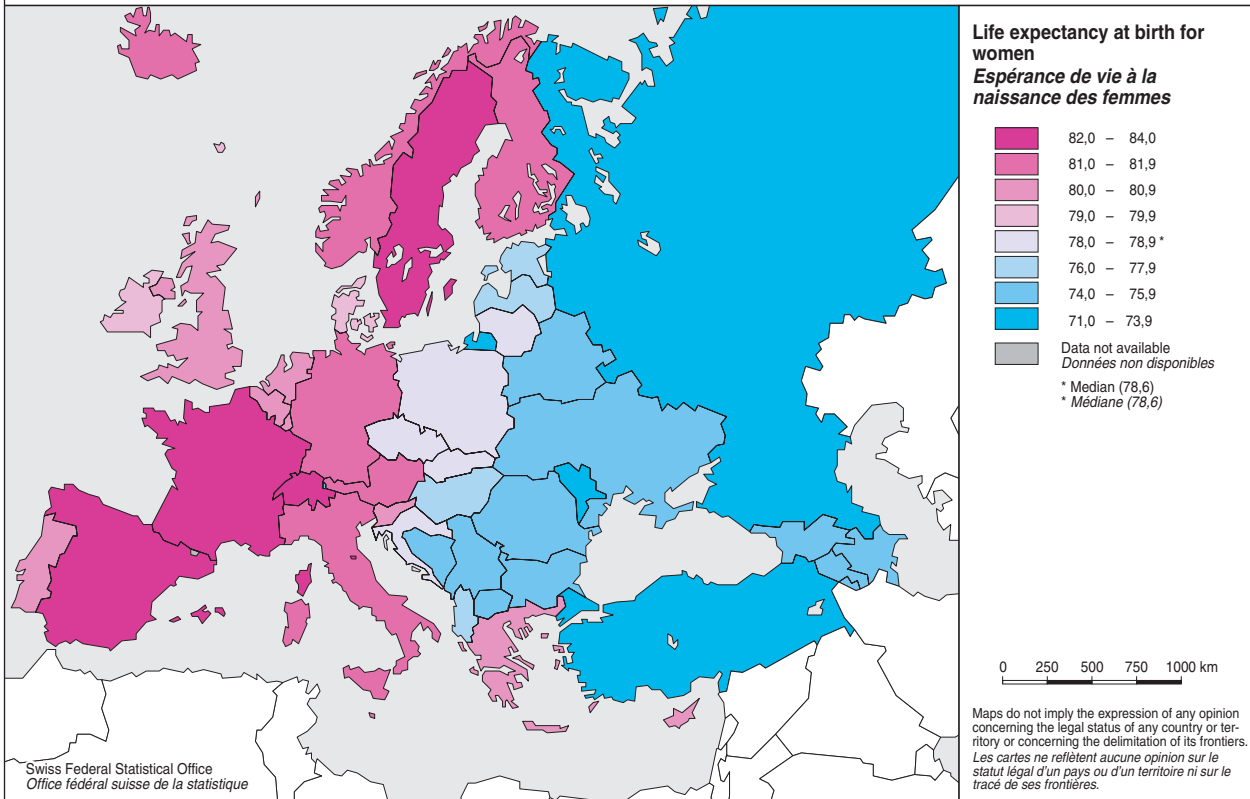 Life expectancy at birth for
women
Espérance de vie à la
naissance des femmes
82,0 – 84,0
81,0 – 81,9
80,0 – 80,9
79,0 – 79,9
78,0 – 78,9 *
76,0 – 77,9
74,0 – 75,9
71,0 – 73,9
Data not available
Données non disponibles
* Median (78,6)
* Médiane (78,6)
0 250 500 750 1000 km
Maps do not imply the expression of any opinion
concerning the legal status of any country or ter-
ritory or concerning the delimitation of its frontiers.
Les cartes ne reflètent aucune opinion sur le
statut légal d'un pays ou d'un territoire ni sur le
tracé de ses frontières.
Swiss Federal Statistical Office
Office fédéral suisse de la statistique